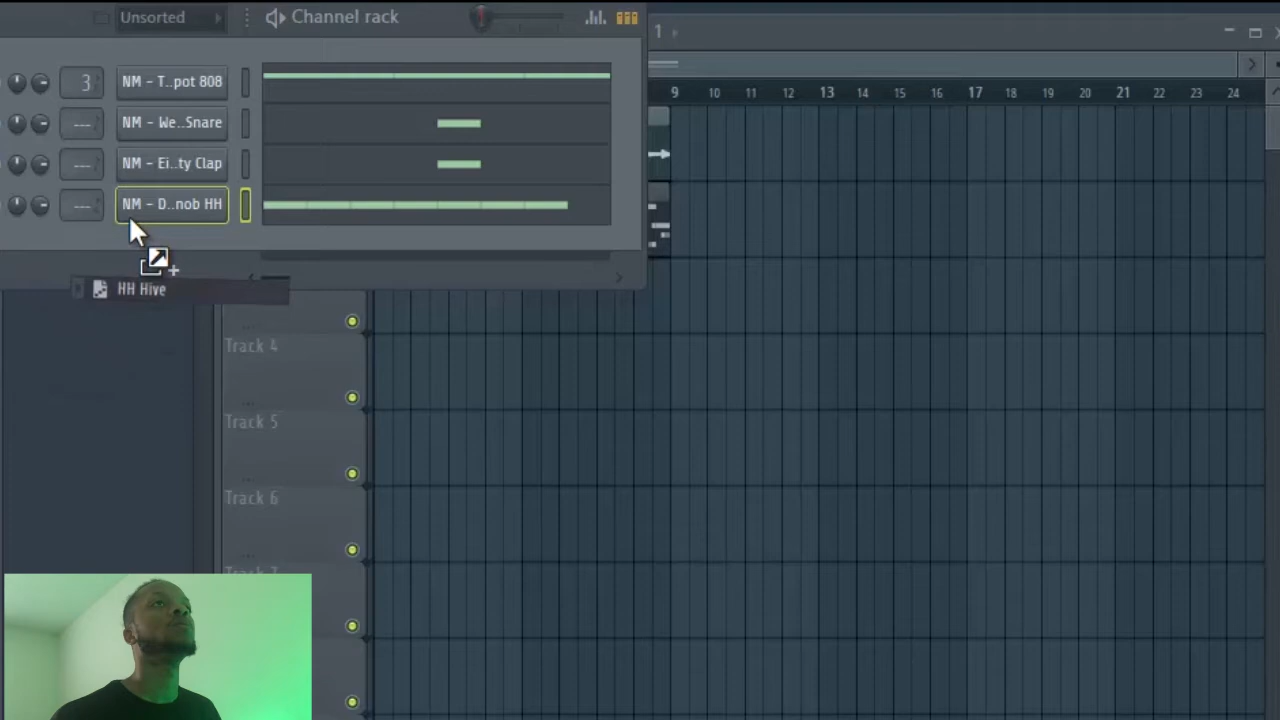 Unsorted
Channel rack
1
3
NM - T..pot 808
---
NM - We..Snare
---
NM - Ei..ty Clap
---
NM - D..nob HH
HH Hive
9 10 11 12 13 14 15 16 17 18 19 20 21 22 23 24
Track 4
Track 5
Track 6